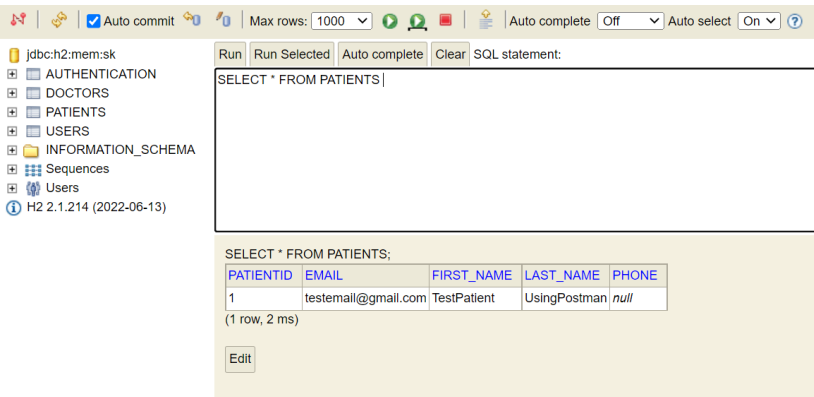 Auto commit Max rows: 1000 Auto complete Off Auto select On ?
jdbc:h2:mem:sk
AUTHENTICATION
DOCTORS
PATIENTS
USERS
INFORMATION_SCHEMA
Sequences
Users
H2 2.1.214 (2022-06-13)
Run Run Selected Auto complete Clear SQL statement:
SELECT * FROM PATIENTS
SELECT * FROM PATIENTS;
PATIENTID EMAIL FIRST_NAME LAST_NAME PHONE
1 testemail@gmail.com TestPatient UsingPostman null
(1 row, 2 ms)
Edit